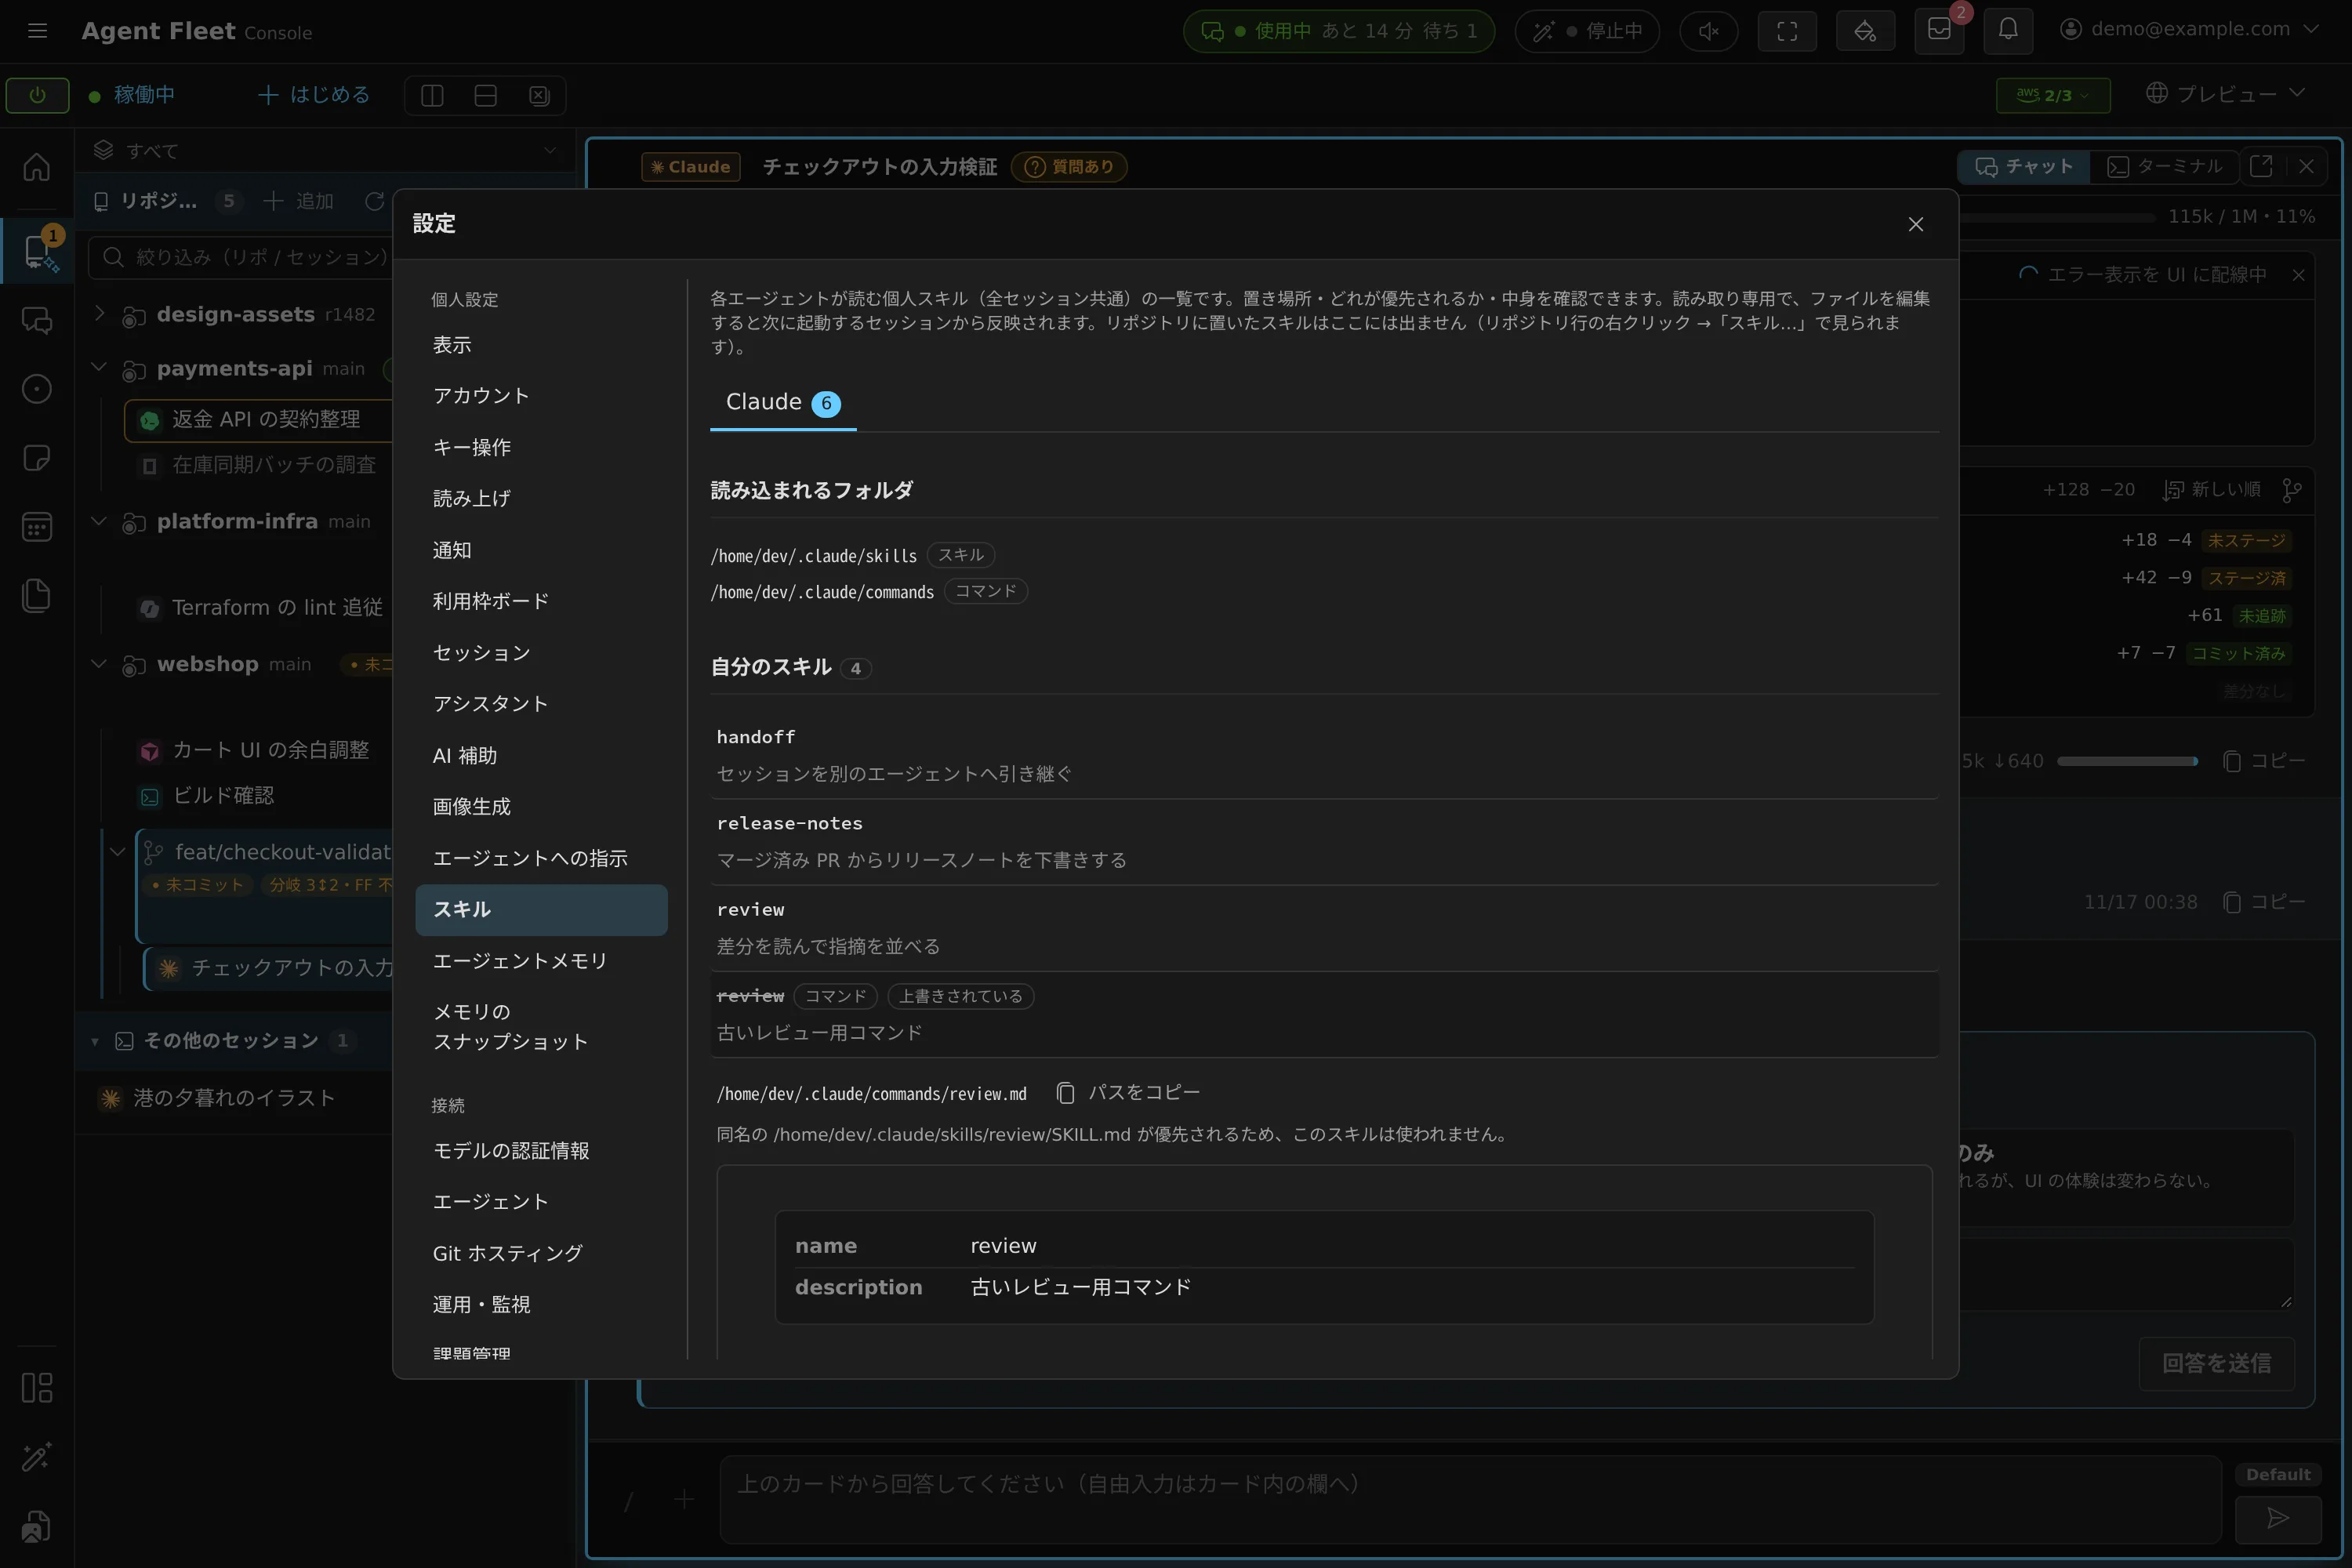 Agent Fleet Console
使用中 あと 14 分 待ち 1
停止中
2
demo@example.com
稼働中
はじめる
aws 2/3
プレビュー
すべて
リポジ... 5 追加
1
絞り込み（リポ / セッション）
design-assets r1482
payments-api main
返金 API の契約整理
在庫同期バッチの調査
platform-infra main
Terraform の lint 追従
webshop main
カート UI の余白調整
ビルド確認
feat/checkout-validat
未コミット 分岐 3↕2・FF 不
チェックアウトの入力
その他のセッション 1
港の夕暮れのイラスト
Claude チェックアウトの入力検証 質問あり
チャット ターミナル
115k / 1M・11%
エラー表示を UI に配線中
+128 −20 新しい順
+18 −4 未ステージ
+42 −9 ステージ済
+61 未追跡
+7 −7 コミット済み
差分なし
5k ↓640 コピー
11/17 00:38 コピー
のみ
れるが、UI の体験は変わらない。
回答を送信
上のカードから回答してください（自由入力はカード内の欄へ）
Default
設定
個人設定
表示
アカウント
キー操作
読み上げ
通知
利用枠ボード
セッション
アシスタント
AI 補助
画像生成
エージェントへの指示
スキル
エージェントメモリ
メモリの
スナップショット
接続
モデルの認証情報
エージェント
Git ホスティング
運用・監視
課題管理
各エージェントが読む個人スキル（全セッション共通）の一覧です。置き場所・どれが優先されるか・中身を確認できます。読み取り専用で、ファイルを編集
すると次に起動するセッションから反映されます。リポジトリに置いたスキルはここには出ません（リポジトリ行の右クリック →「スキル...」で見られま
す）。
Claude 6
読み込まれるフォルダ
/home/dev/.claude/skills スキル
/home/dev/.claude/commands コマンド
自分のスキル 4
handoff
セッションを別のエージェントへ引き継ぐ
release-notes
マージ済み PR からリリースノートを下書きする
review
差分を読んで指摘を並べる
review コマンド 上書きされている
古いレビュー用コマンド
/home/dev/.claude/commands/review.md パスをコピー
同名の /home/dev/.claude/skills/review/SKILL.md が優先されるため、このスキルは使われません。
name review
description 古いレビュー用コマンド